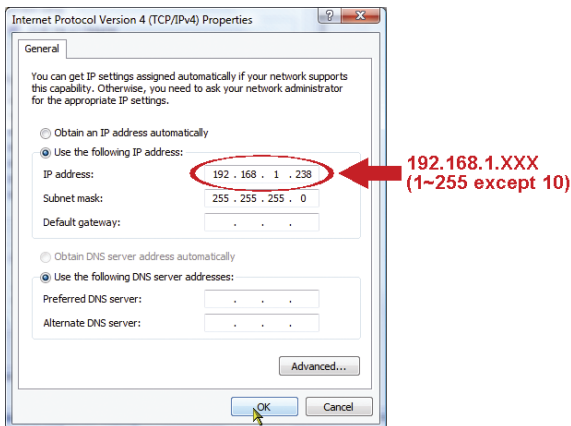 Internet Protocol Version 4 (TCP/IPv4) Properties
General
You can get IP settings assigned automatically if your network supports
this capability. Otherwise, you need to ask your network administrator
for the appropriate IP settings.
Obtain an IP address automatically
Use the following IP address:
IP address: 192 . 168 . 1 . 238
192.168.1.XXX
(1~255 except 10)
Subnet mask: 255 . 255 . 255 . 0
Default gateway: . . .
Obtain DNS server address automatically
Use the following DNS server addresses:
Preferred DNS server: . . .
Alternate DNS server: . . .
Advanced...
OK Cancel